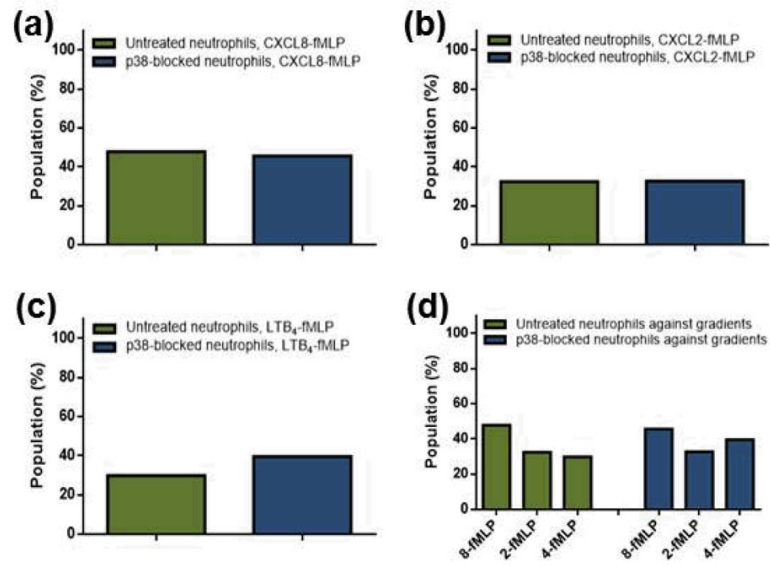 (a)
Untreated neutrophils, CXCL8-fMLP
p38-blocked neutrophils, CXCL8-fMLP
Population (%)
100
80
60
40
20
0
(b)
Untreated neutrophils, CXCL2-fMLP
p38-blocked neutrophils, CXCL2-fMLP
Population (%)
100
80
60
40
20
0
(c)
Untreated neutrophils, LTB₄-fMLP
p38-blocked neutrophils, LTB₄-fMLP
Population (%)
100
80
60
40
20
0
(d)
Untreated neutrophils against gradients
p38-blocked neutrophils against gradients
Population (%)
100
80
60
40
20
0
8-fMLP
2-fMLP
4-fMLP
8-fMLP
2-fMLP
4-fMLP